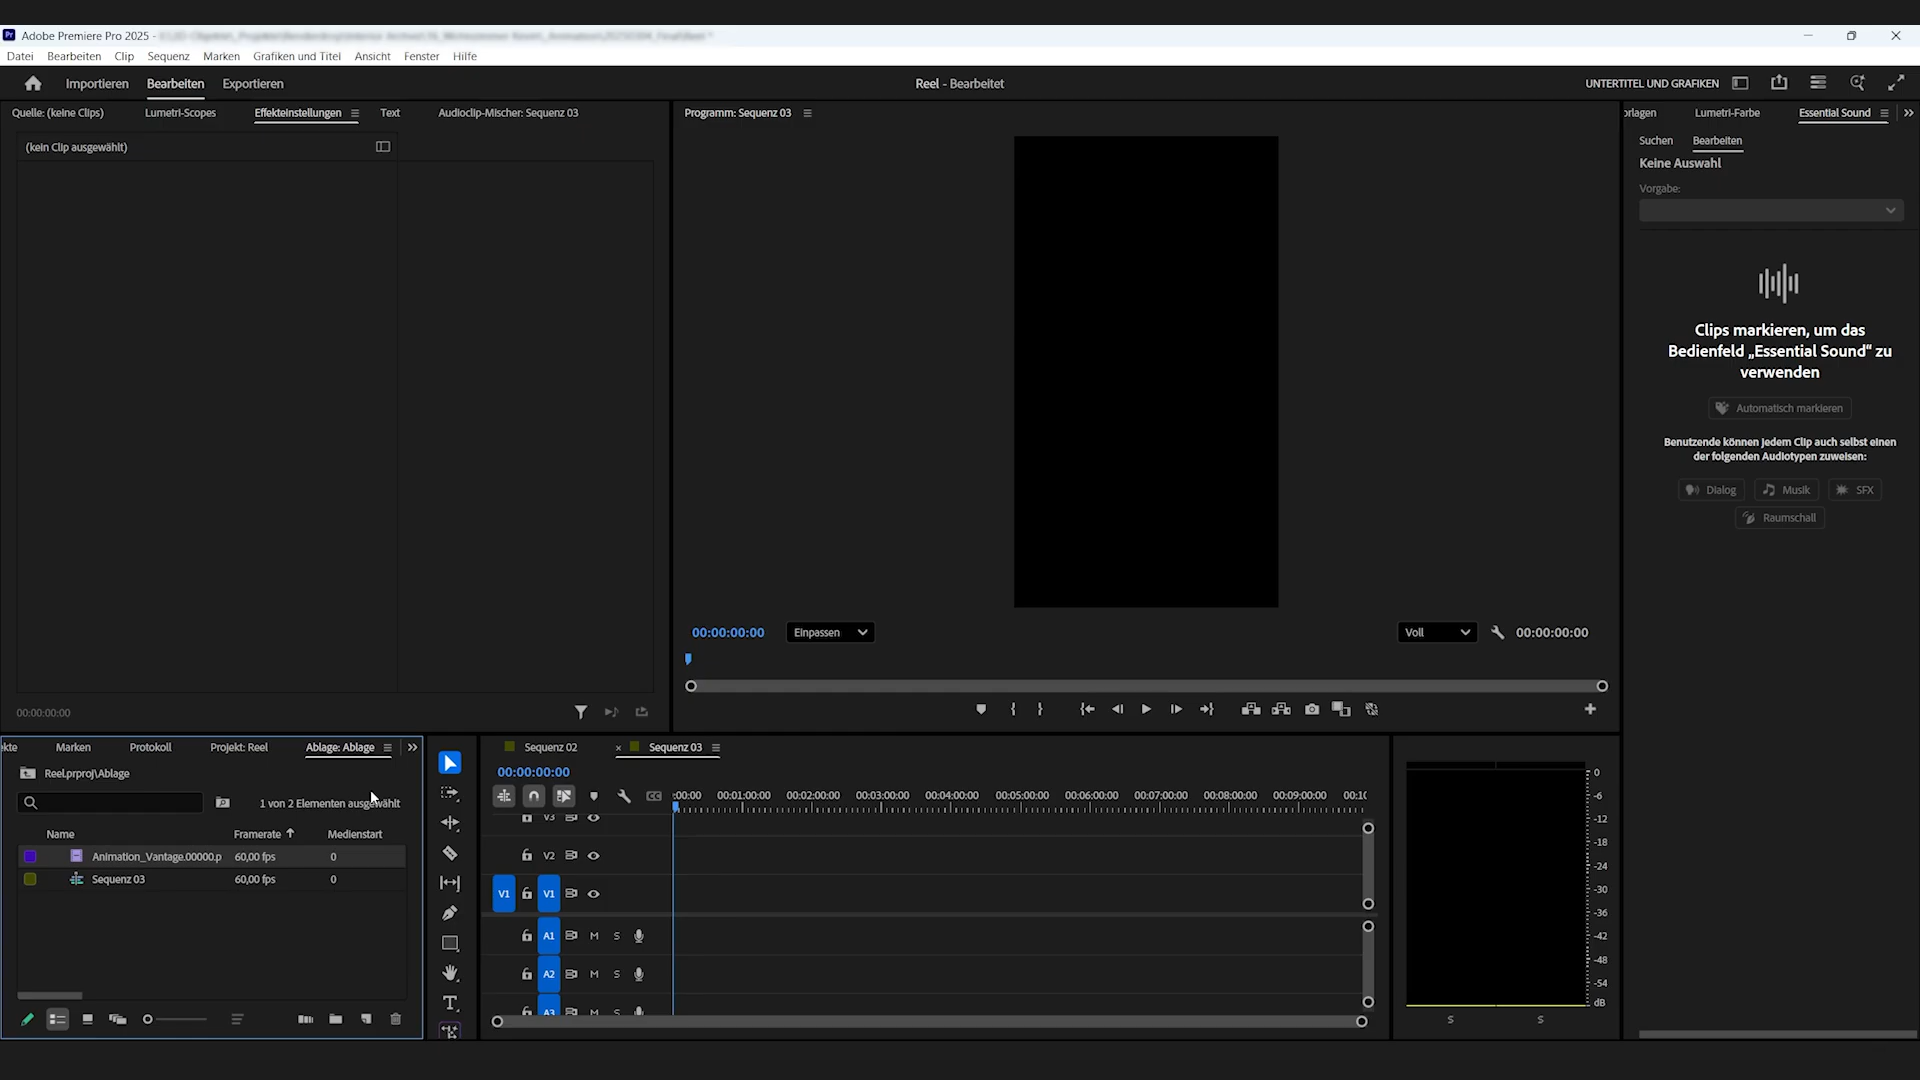 Adobe Premiere Pro 2025 -
Datei Bearbeiten Clip Sequenz Marken Grafiken und Titel Ansicht Fenster Hilfe
Importieren Bearbeiten Exportieren Reel - Bearbeitet UNTERTITEL UND GRAFIKEN
Quelle: (keine Clips) Lumetri-Scopes Effekteinstellungen Text Audioclip-Mischer: Sequenz 03 Programm: Sequenz 03 orlagen Lumetri-Farbe Essential Sound
(kein Clip ausgewählt)
Suchen Bearbeiten
Keine Auswahl
Vorgabe:
Clips markieren, um das
Bedienfeld „Essential Sound“ zu
verwenden
Automatisch markieren
Benutzende können jedem Clip auch selbst einen
der folgenden Audiotypen zuweisen:
Dialog Musik SFX
Raumschall
00:00:00:00 Einpassen Voll 00:00:00:00
00:00:00:00
ekte Marken Protokoll Projekt: Reel Ablage: Ablage
Reel.prproj\Ablage
1 von 2 Elementen ausgewählt
Name Framerate Medienstart
Animation_Vantage.00000.p 60,00 fps 0
Sequenz 03 60,00 fps 0
Sequenz 02 × Sequenz 03
00:00:00:00
:00:00 00:01:00:00 00:02:00:00 00:03:00:00 00:04:00:00 00:05:00:00 00:06:00:00 00:07:00:00 00:08:00:00 00:09:00:00 00:10
V3
V2
V1 V1
A1 M S
A2 M S
A3 M S
0
-6
-12
-18
-24
-30
-36
-42
-48
-54
dB
S S